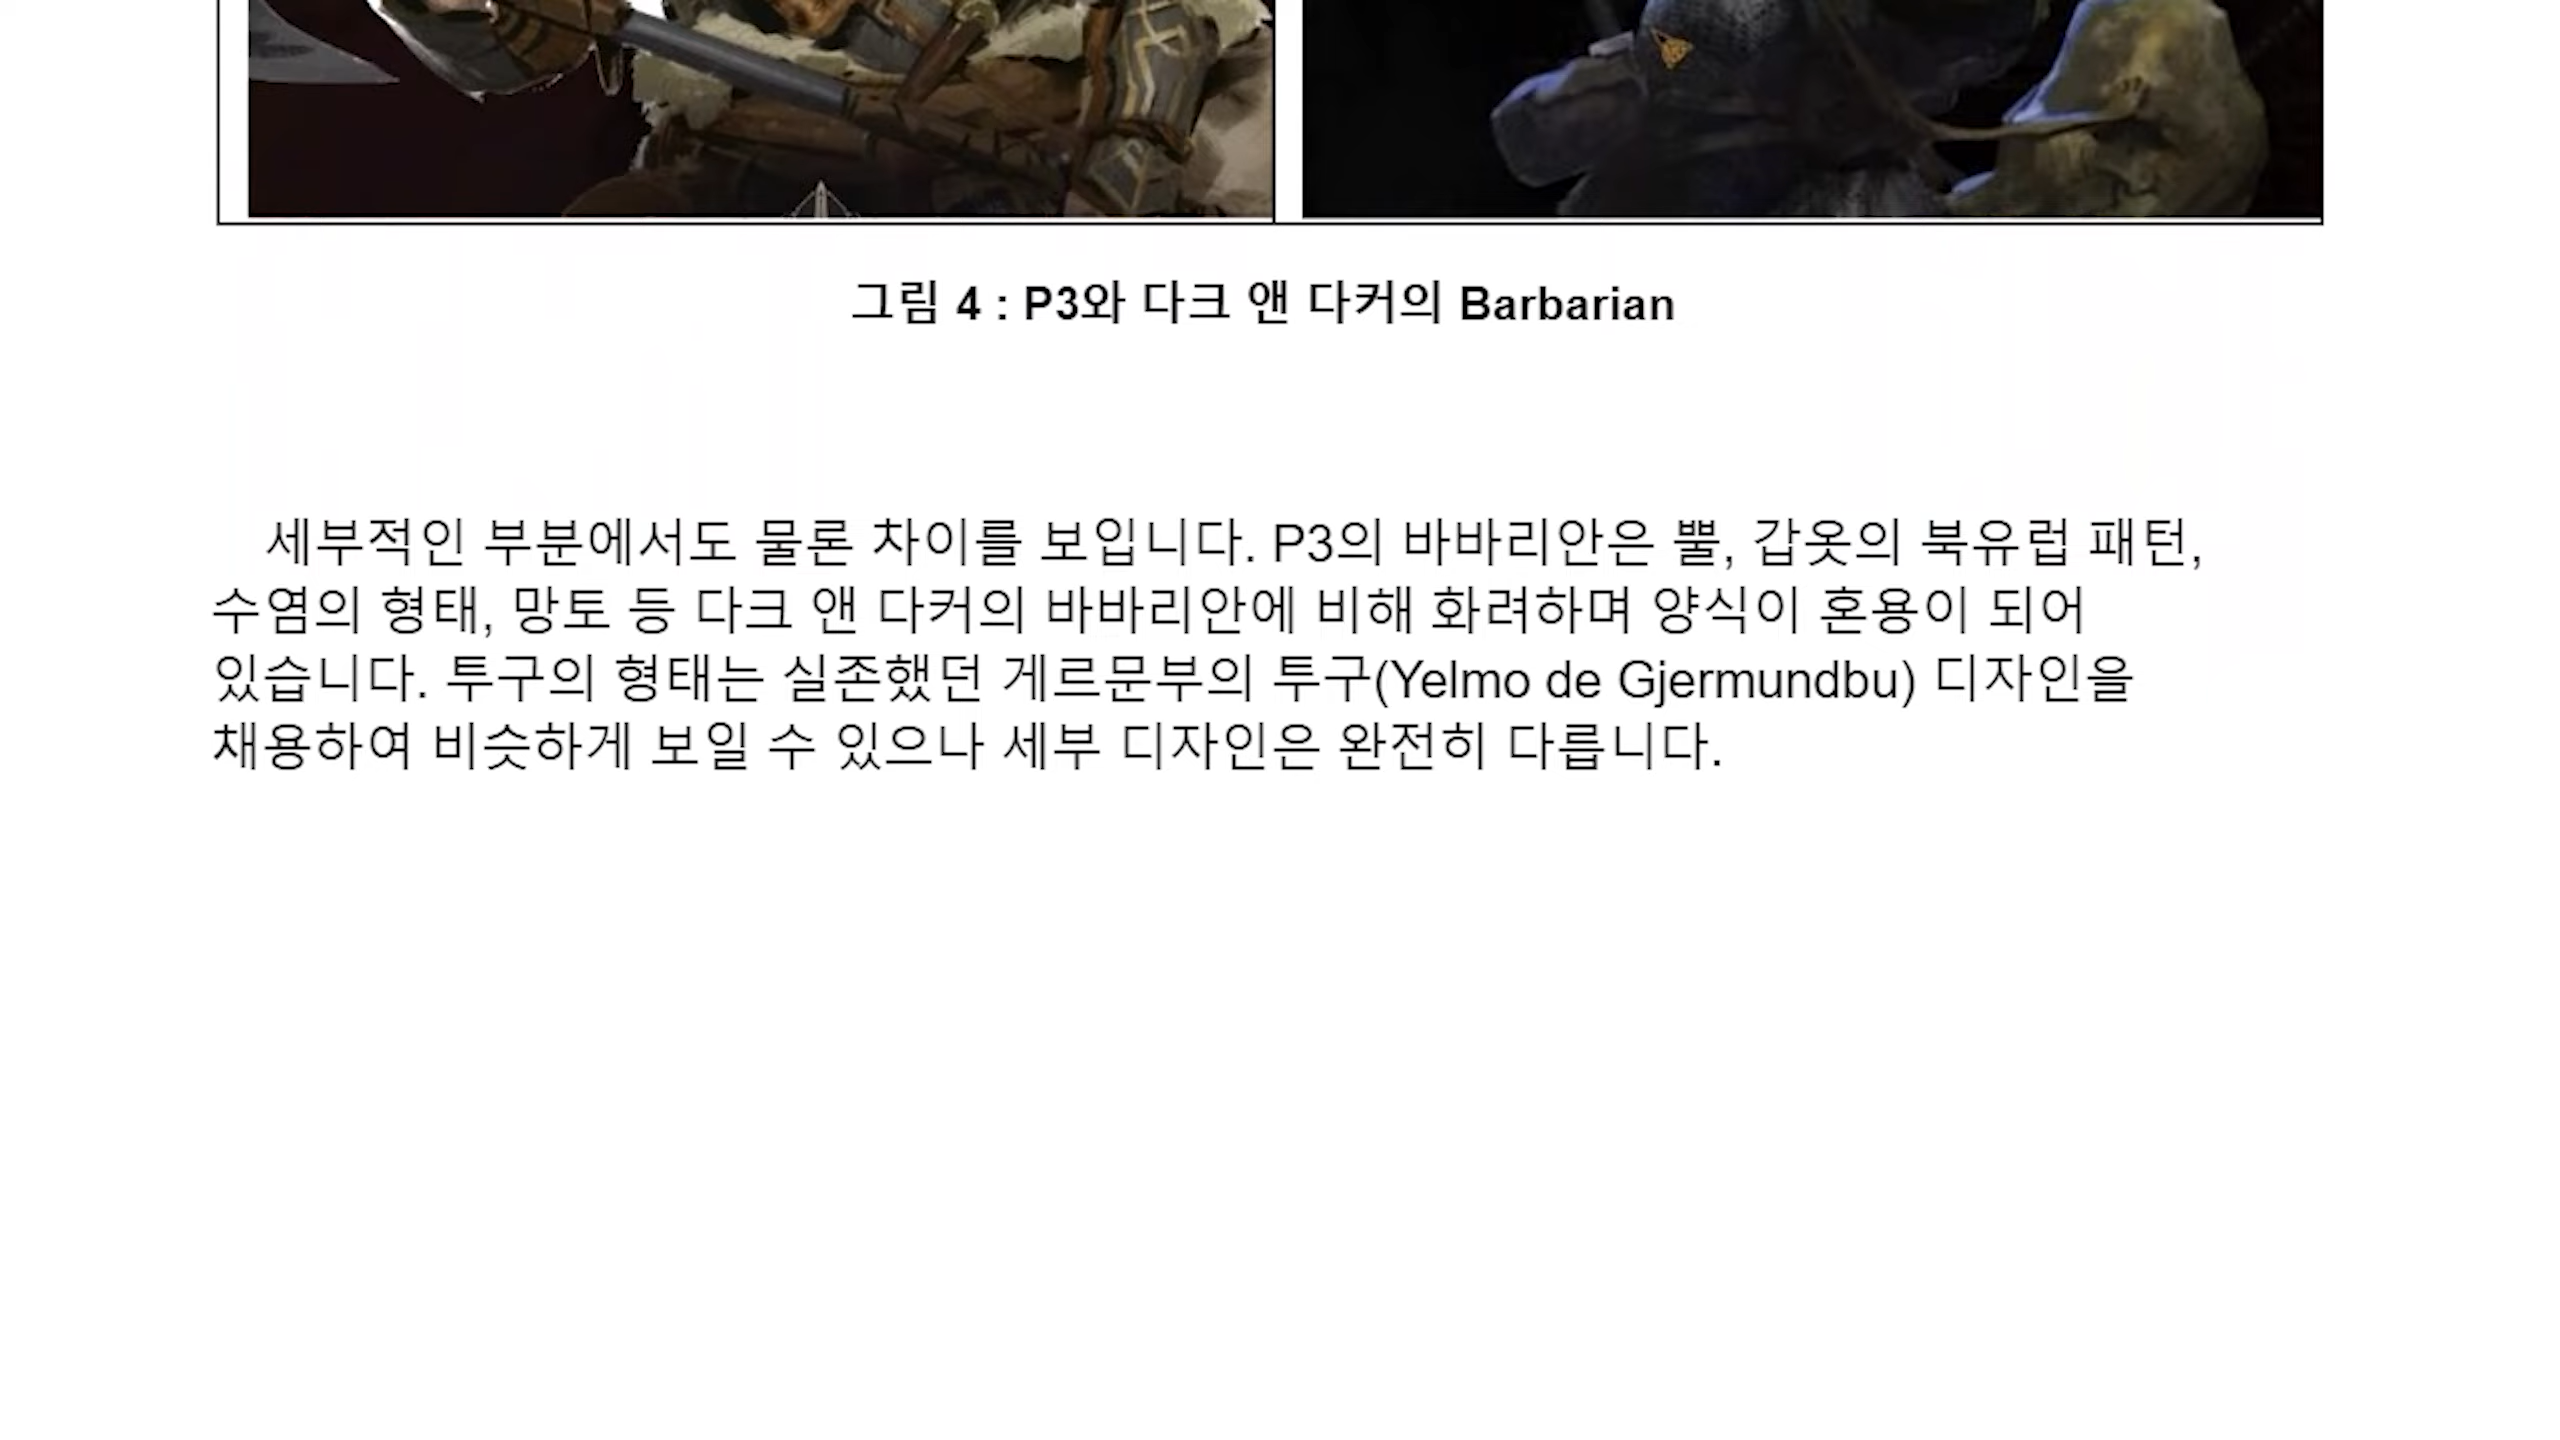 그림 4 : P3와 다크 앤 다커의 Barbarian
세부적인 부분에서도 물론 차이를 보입니다. P3의 바바리안은 뿔, 갑옷의 북유럽 패턴,
수염의 형태, 망토 등 다크 앤 다커의 바바리안에 비해 화려하며 양식이 혼용이 되어
있습니다. 투구의 형태는 실존했던 게르문부의 투구(Yelmo de Gjermundbu) 디자인을
채용하여 비슷하게 보일 수 있으나 세부 디자인은 완전히 다릅니다.